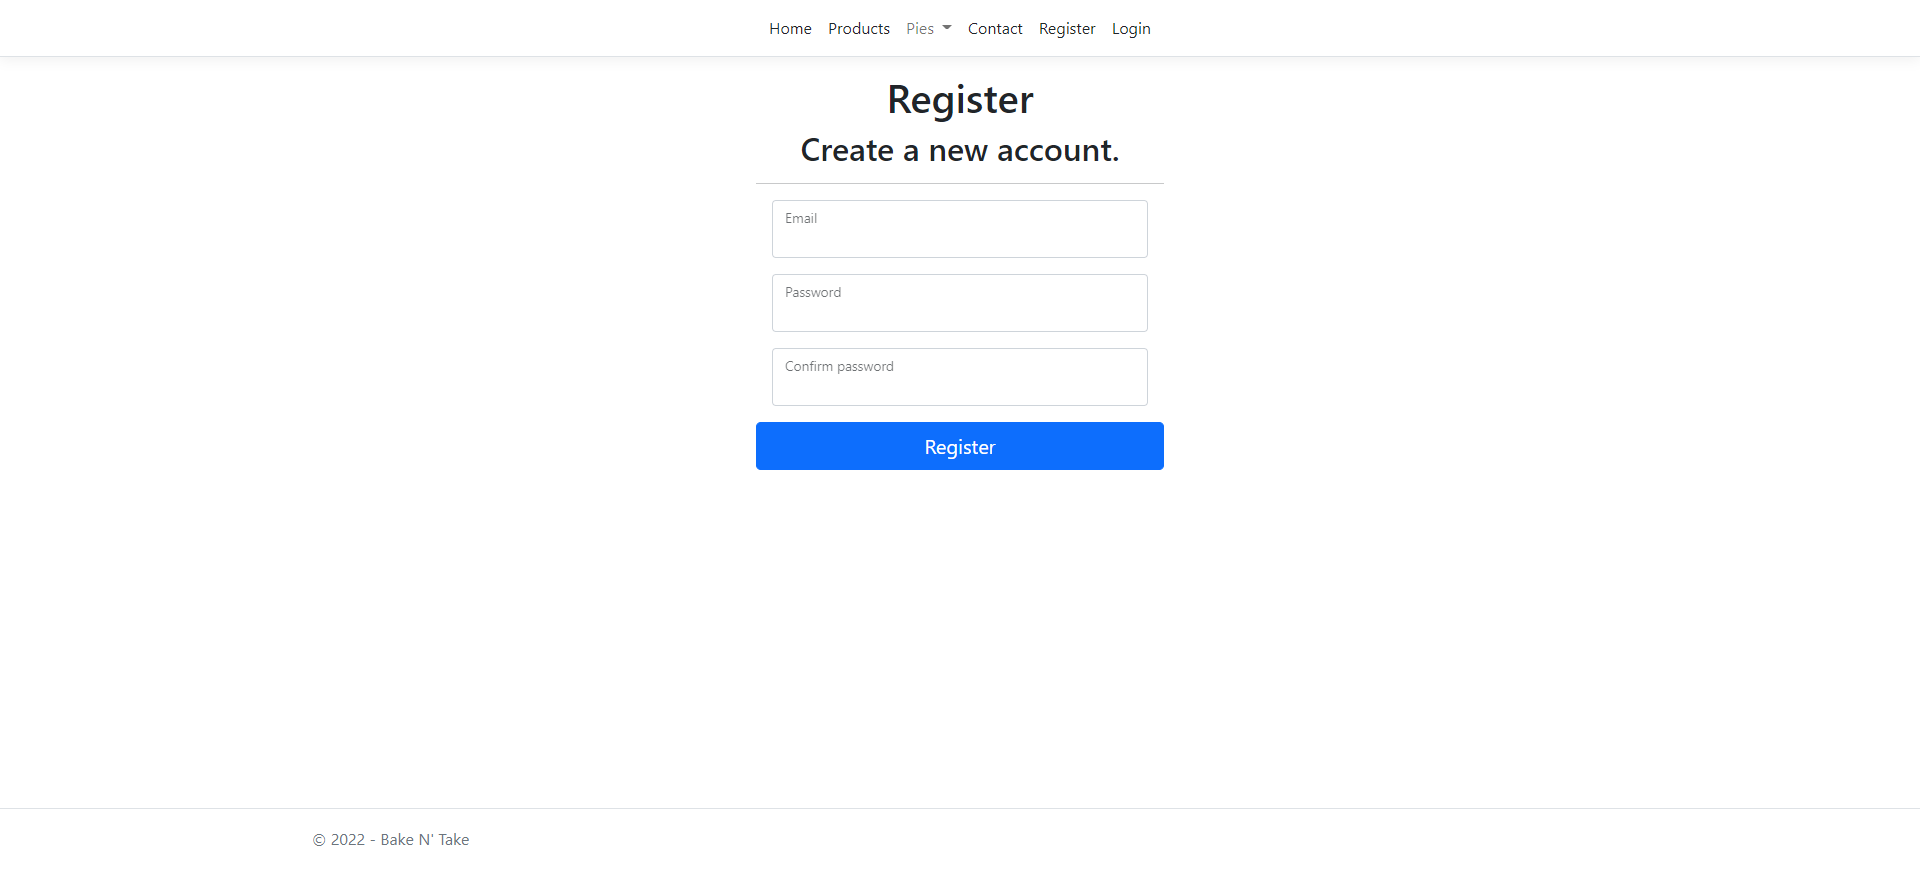 Home Products Pies Contact Register Login
Register
Create a new account.
Email
Password
Confirm password
Register
© 2022 - Bake N' Take